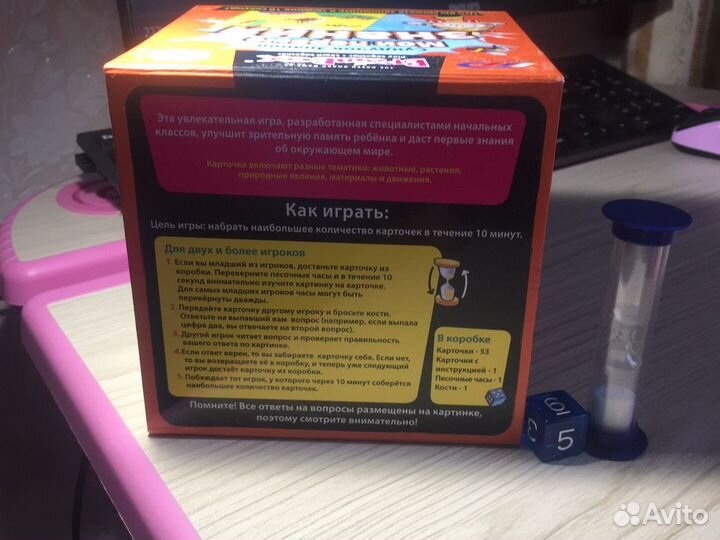 BrainBox
Эта увлекательная игра, разработанная специалистами начальных
классов, улучшит зрительную память ребёнка и даст первые знания
об окружающем мире.
Карточки включают разные тематики: животные, растения,
природные явления, материалы и движения.
Как играть:
Цель игры: набрать наибольшее количество карточек в течение 10 минут.
Для двух и более игроков
1. Если вы младший из игроков, достаньте карточку из
коробки. Переверните песочные часы и в течение 10
секунд внимательно изучите картинку на карточке.
Для самых младших игроков часы могут быть
перевёрнуты дважды.
2. Передайте карточку другому игроку и бросьте кости.
Ответьте на выпавший вам вопрос (например, если выпала
цифра два, вы отвечаете на второй вопрос).
3. Другой игрок читает вопрос и проверяет правильность
вашего ответа по картинке.
4. Если ответ верен, то вы забираете карточку себе. Если нет,
то вы возвращаете её в коробку, и теперь уже следующий
игрок достаёт карточку из коробки.
5. Побеждает тот игрок, у которого через 10 минут соберётся
наибольшее количество карточек.
В коробке
Карточки - 53
Карточки с
инструкцией - 1
Песочные часы - 1
Кости - 1
Помните! Все ответы на вопросы размещены на картинке,
поэтому смотрите внимательно!
PHILIPS
6
5
Avito